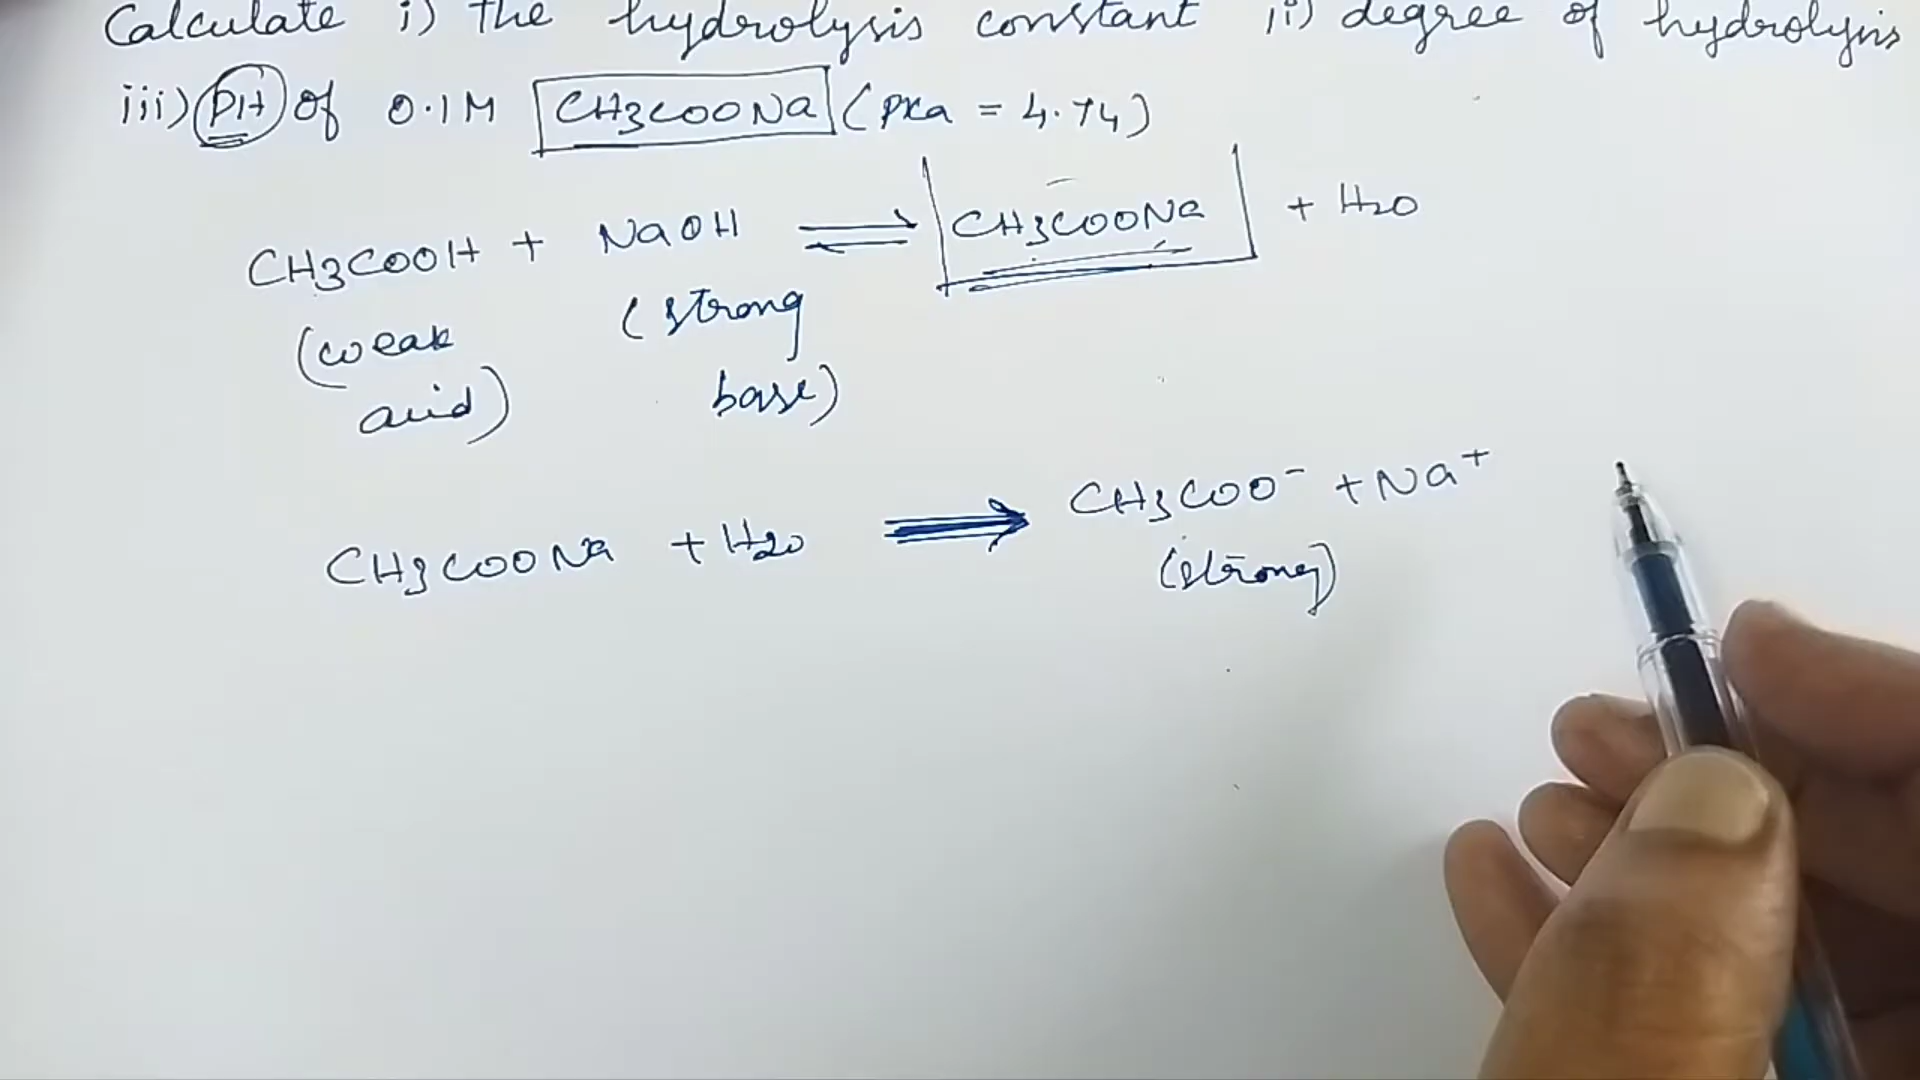 Calculate i) the hydrolysis constant ii) degree of hydrolysis
iii) PH of 0.1M CH3COONa (PKa = 4.74)
CH3COOH + NaOH ⇌ CH3COONa + H2O
(weak acid) (strong base)
CH3COONa + H2O ⟹ CH3COO⁻ + Na⁺
(strong)